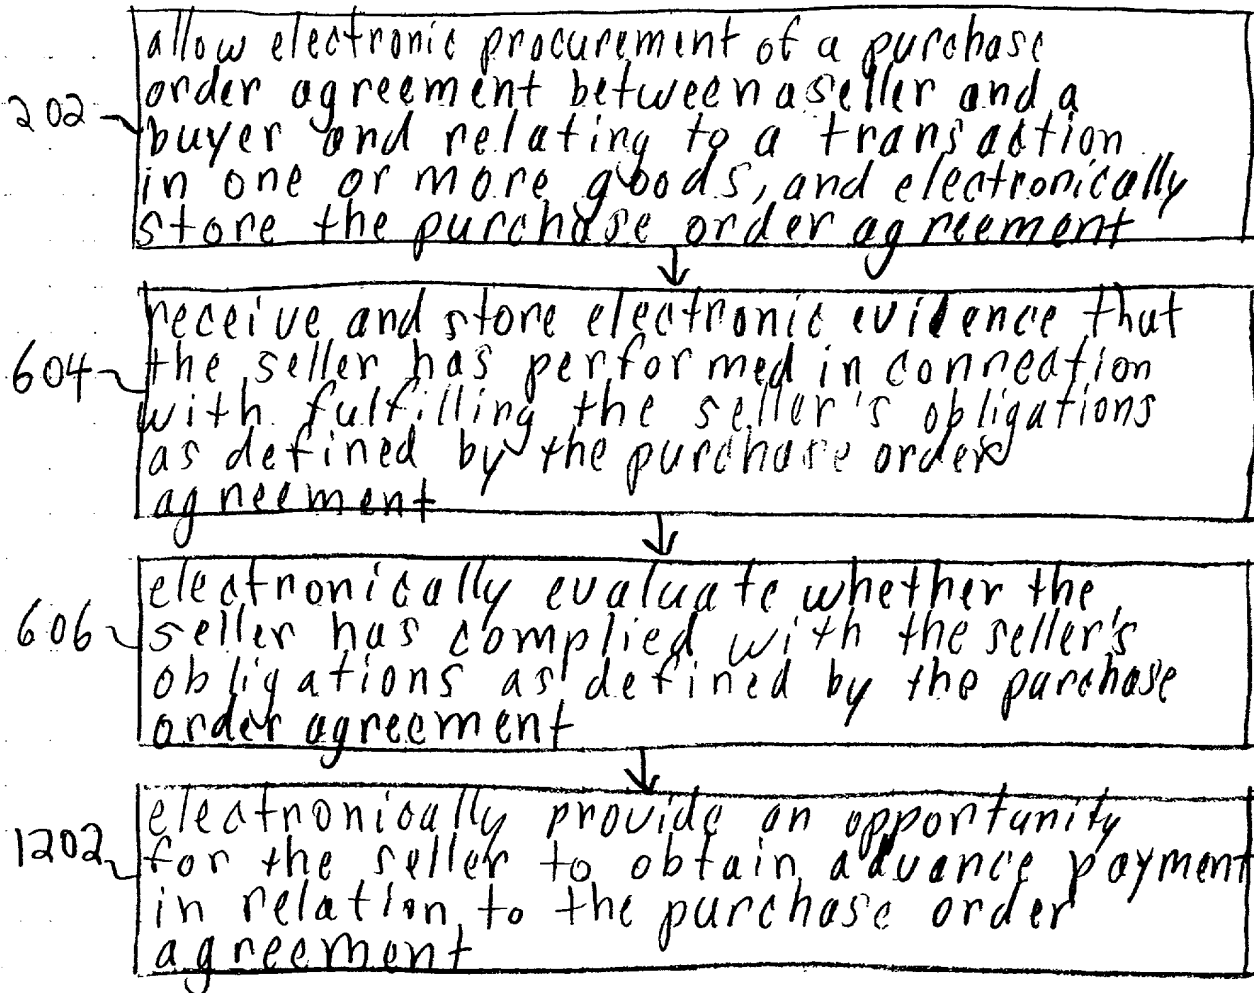 allow electronic procurement of a purchase
order agreement between a seller and a
202
buyer and relating to a transaction
in one or more goods, and electronically
store the purchase order agreement
receive and store electronic evidence that
604
the seller has performed in connection
with fulfilling the seller's obligations
as defined by the purchase order
agreement
electronically evaluate whether the
606
seller has complied with the seller's
obligations as defined by the purchase
order agreement
electronically provide an opportunity
1202
for the seller to obtain advance payment
in relation to the purchase order
agreement